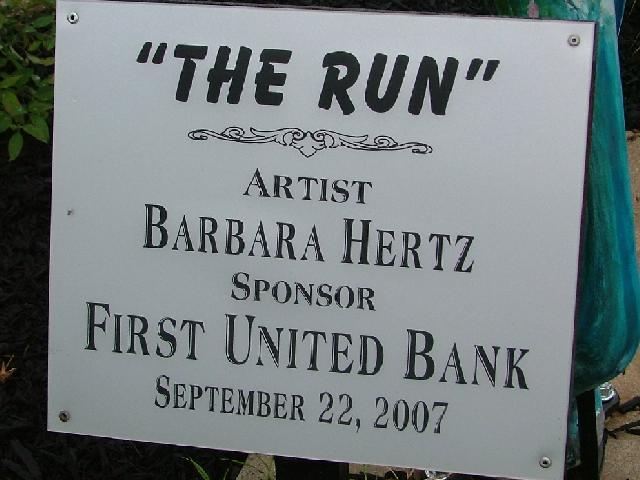 "THE RUN"
ARTIST
BARBARA HERTZ
SPONSOR
FIRST UNITED BANK
SEPTEMBER 22, 2007